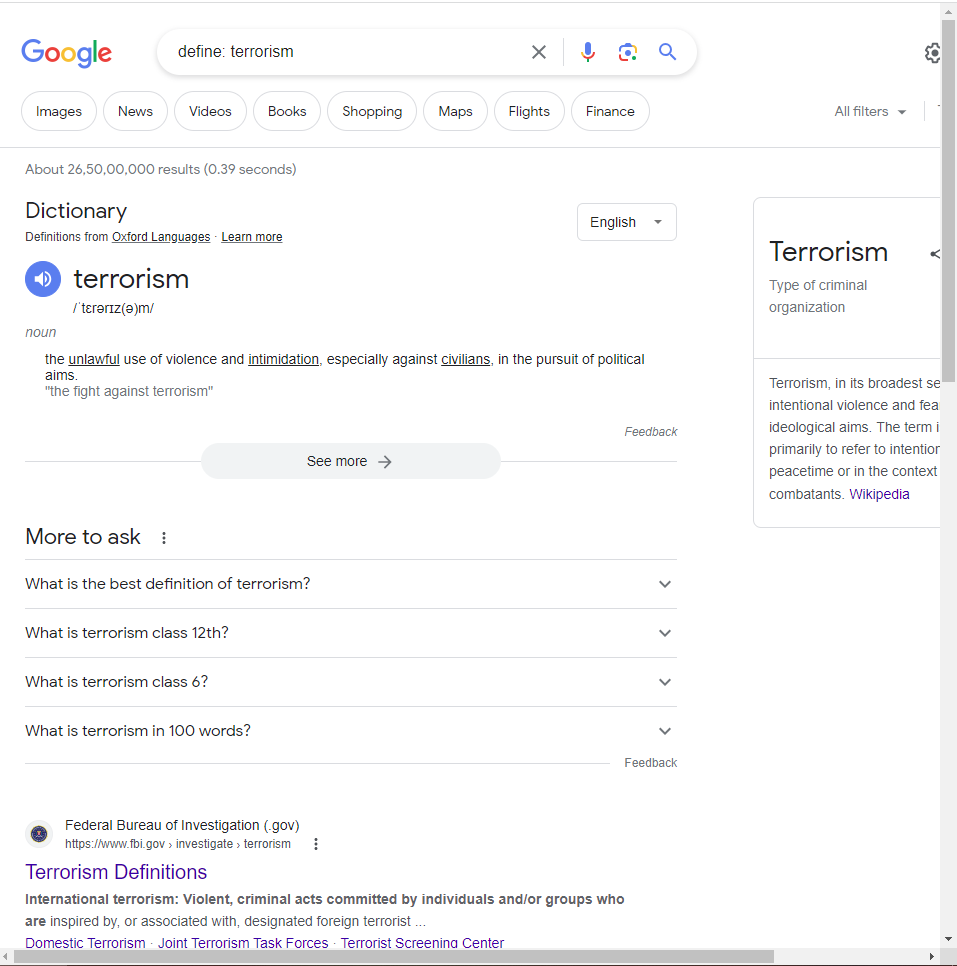 Google
define: terrorism
Images News Videos Books Shopping Maps Flights Finance All filters
About 26,50,00,000 results (0.39 seconds)
Dictionary
English
Definitions from Oxford Languages · Learn more
terrorism
/ˈtɛrərɪz(ə)m/
noun
the unlawful use of violence and intimidation, especially against civilians, in the pursuit of political
aims.
"the fight against terrorism"
Feedback
See more
More to ask
What is the best definition of terrorism?
What is terrorism class 12th?
What is terrorism class 6?
What is terrorism in 100 words?
Feedback
Federal Bureau of Investigation (.gov)
https://www.fbi.gov › investigate › terrorism
Terrorism Definitions
International terrorism: Violent, criminal acts committed by individuals and/or groups who
are inspired by, or associated with, designated foreign terrorist ...
Domestic Terrorism · Joint Terrorism Task Forces · Terrorist Screening Center
Terrorism
Type of criminal
organization
Terrorism, in its broadest
intentional violence and
ideological aims. The term
primarily to refer to
peacetime or in the context
combatants. Wikipedia